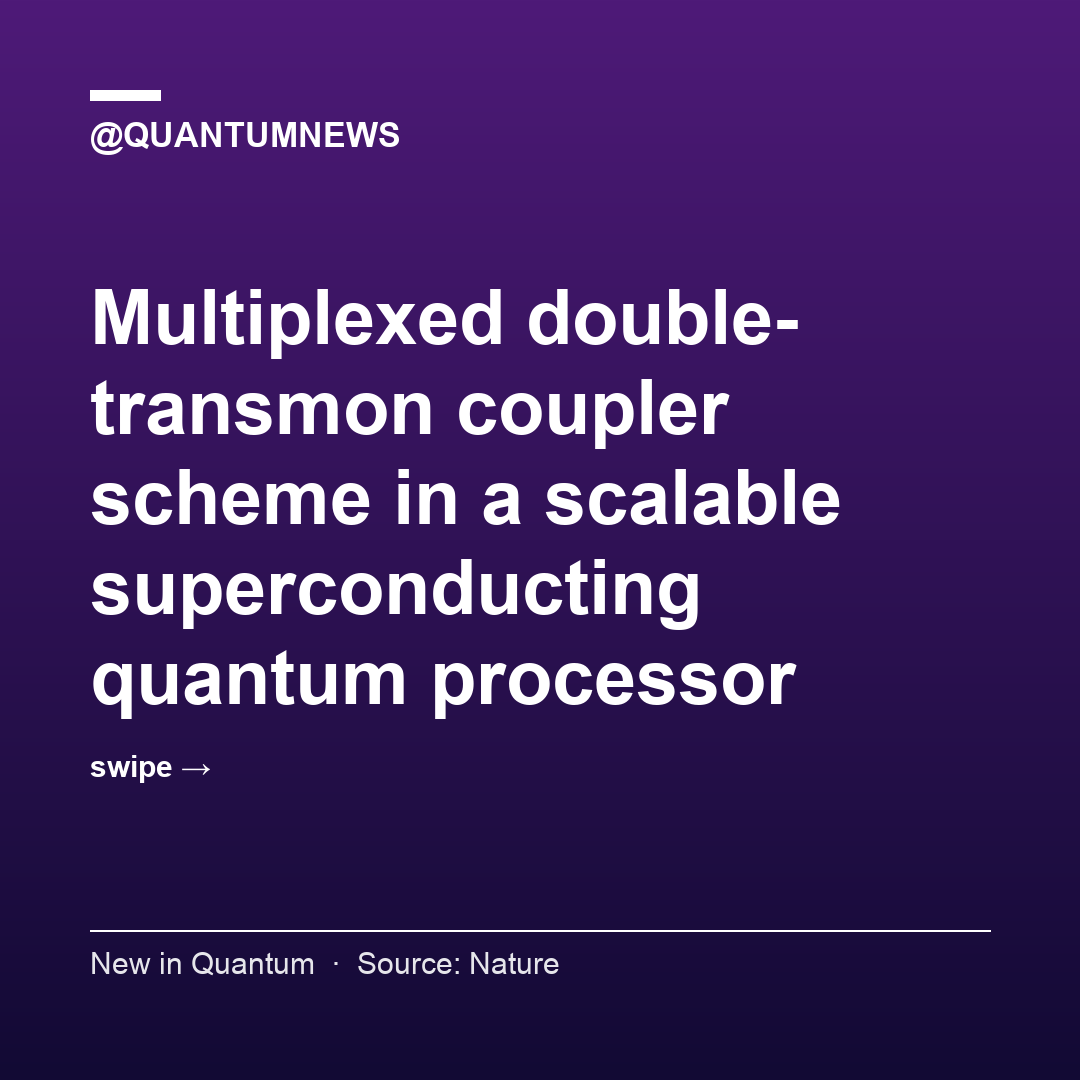 @QUANTUMNEWS
Multiplexed double-
transmon coupler
scheme in a scalable
superconducting
quantum processor
swipe →
New in Quantum · Source: Nature